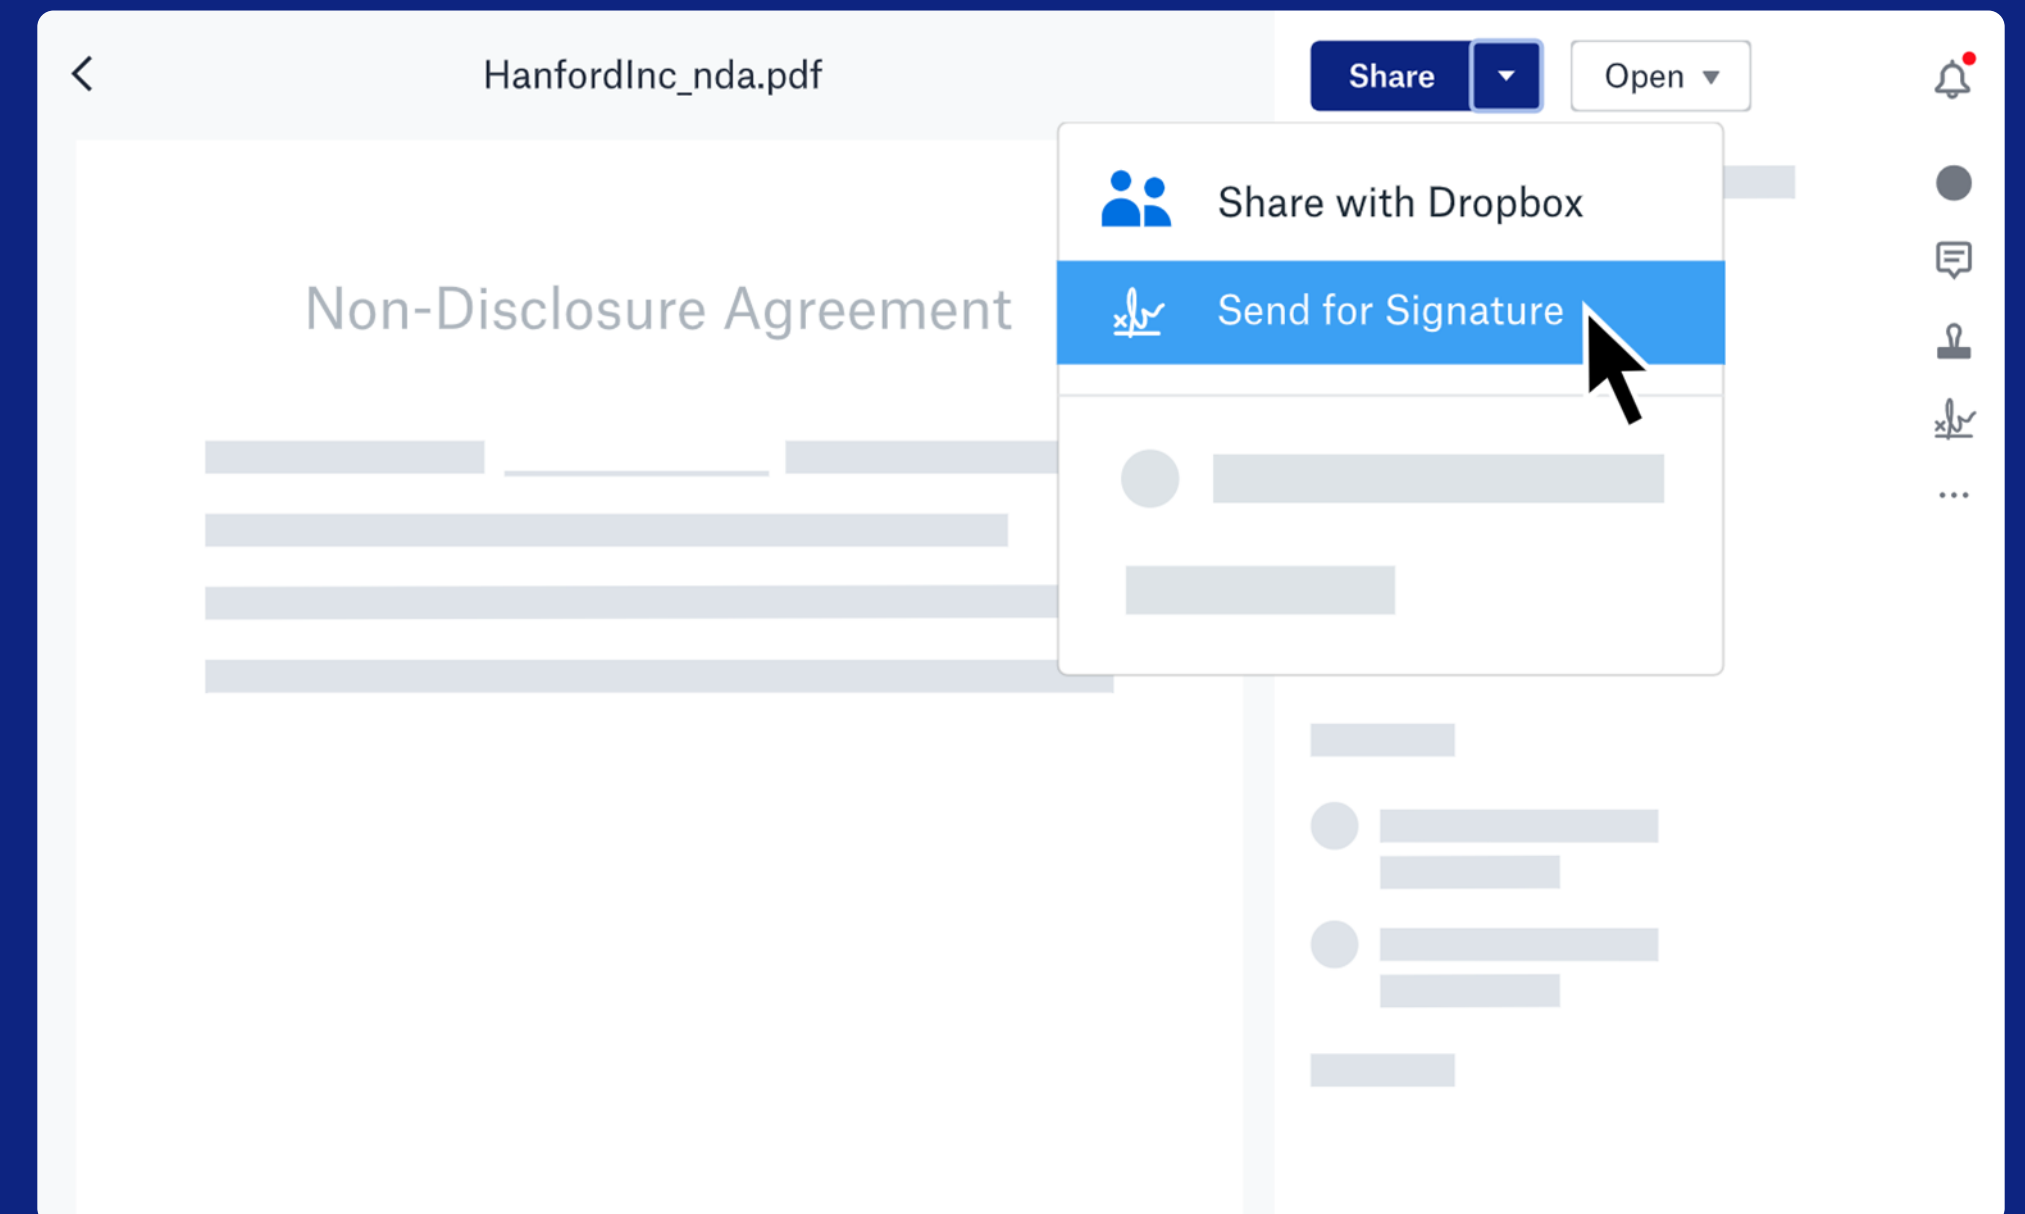 HanfordInc_nda.pdf
Share
Open
Share with Dropbox
Send for Signature
Non-Disclosure Agreement